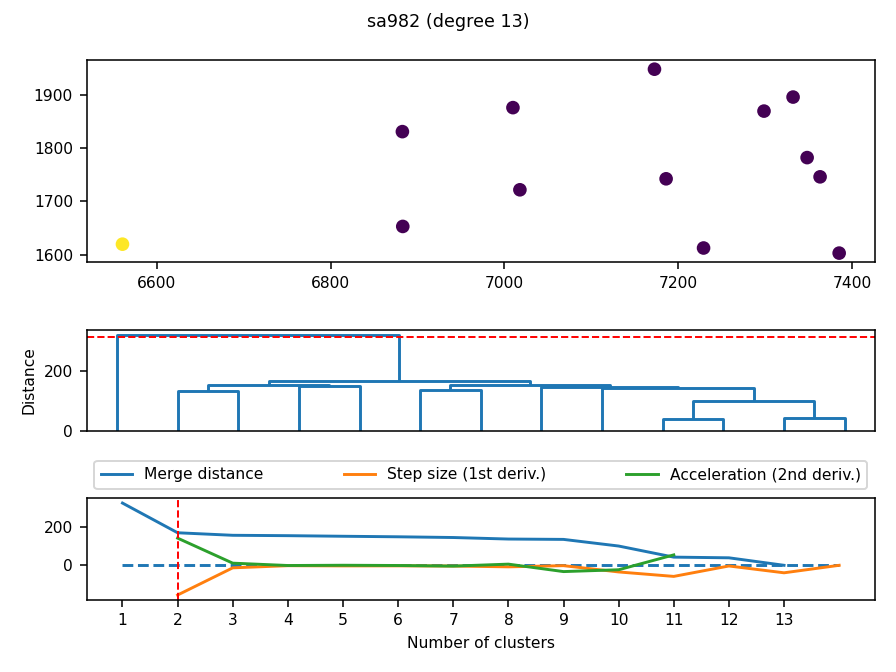 sa982 (degree 13)
1900
1800
1700
1600
6600 6800 7000 7200 7400
Distance
200
0
Merge distance Step size (1st deriv.) Acceleration (2nd deriv.)
200
0
1 2 3 4 5 6 7 8 9 10 11 12 13
Number of clusters